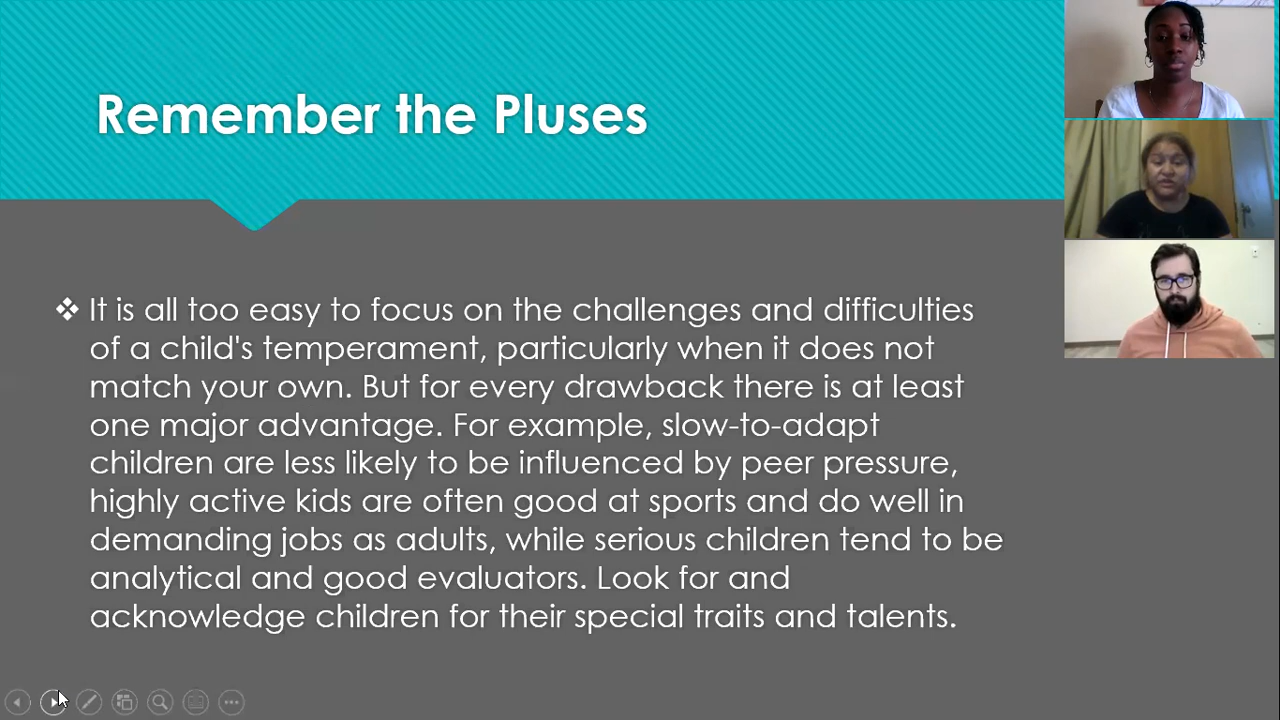 Remember the Pluses
❖ It is all too easy to focus on the challenges and difficulties
of a child's temperament, particularly when it does not
match your own. But for every drawback there is at least
one major advantage. For example, slow-to-adapt
children are less likely to be influenced by peer pressure,
highly active kids are often good at sports and do well in
demanding jobs as adults, while serious children tend to be
analytical and good evaluators. Look for and
acknowledge children for their special traits and talents.